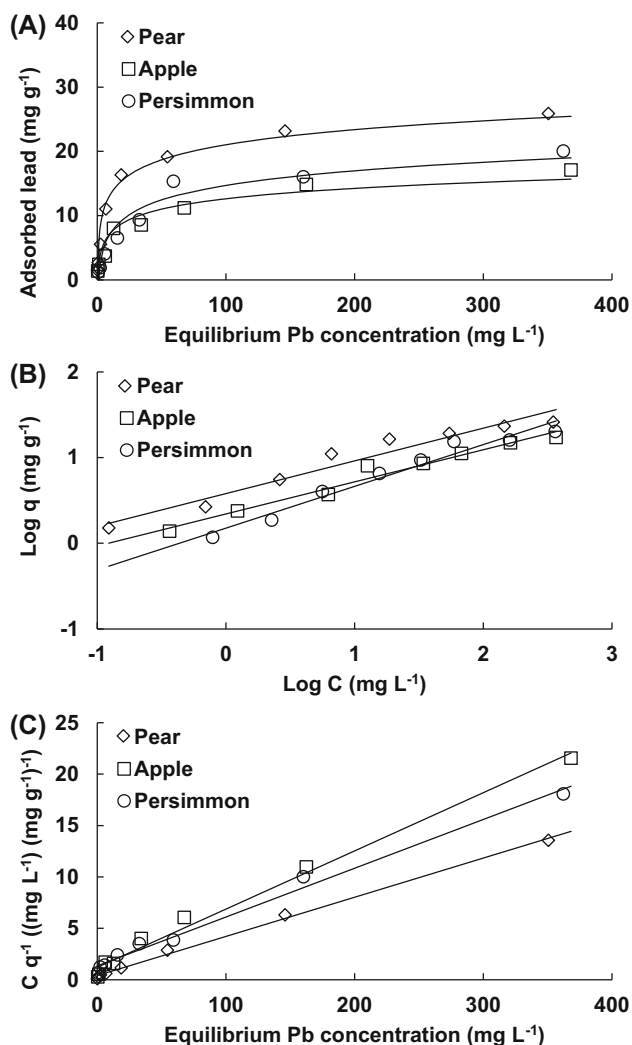 (A)
Pear
Apple
Persimmon
40
30
20
10
0
Adsorbed lead (mg g⁻¹)
0 100 200 300 400
Equilibrium Pb concentration (mg L⁻¹)
(B)
Pear
Apple
Persimmon
2
1
0
-1
Log q (mg g⁻¹)
-1 0 1 2 3
Log C (mg L⁻¹)
(C)
Pear
Apple
Persimmon
25
20
15
10
5
0
C q⁻¹ ((mg L⁻¹) (mg g⁻¹)⁻¹)
0 100 200 300 400
Equilibrium Pb concentration (mg L⁻¹)